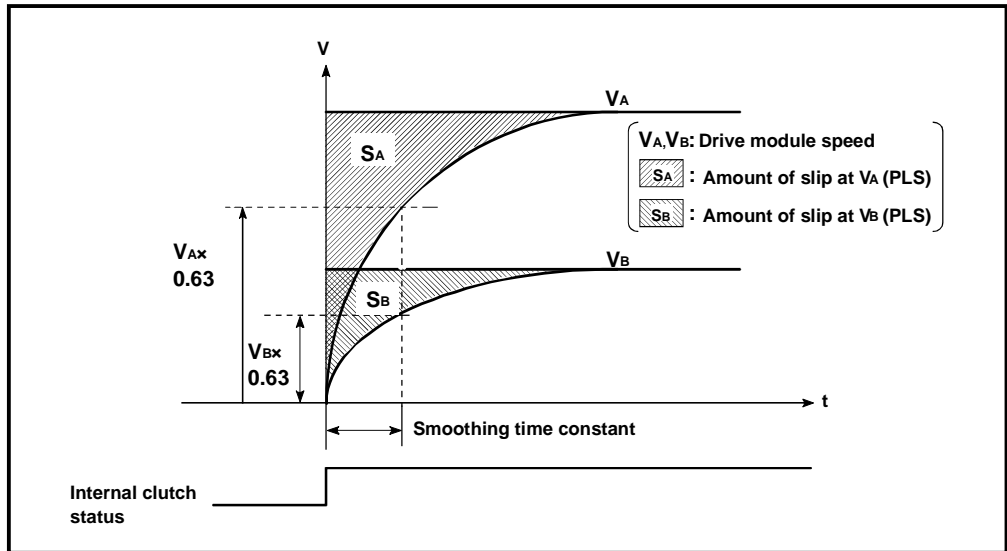 V
VA
VA,VB: Drive module speed
SA : Amount of slip at VA (PLS)
SB : Amount of slip at VB (PLS)
SA
VA×
0.63
VB
SB
VB×
0.63
t
Smoothing time constant
Internal clutch
status